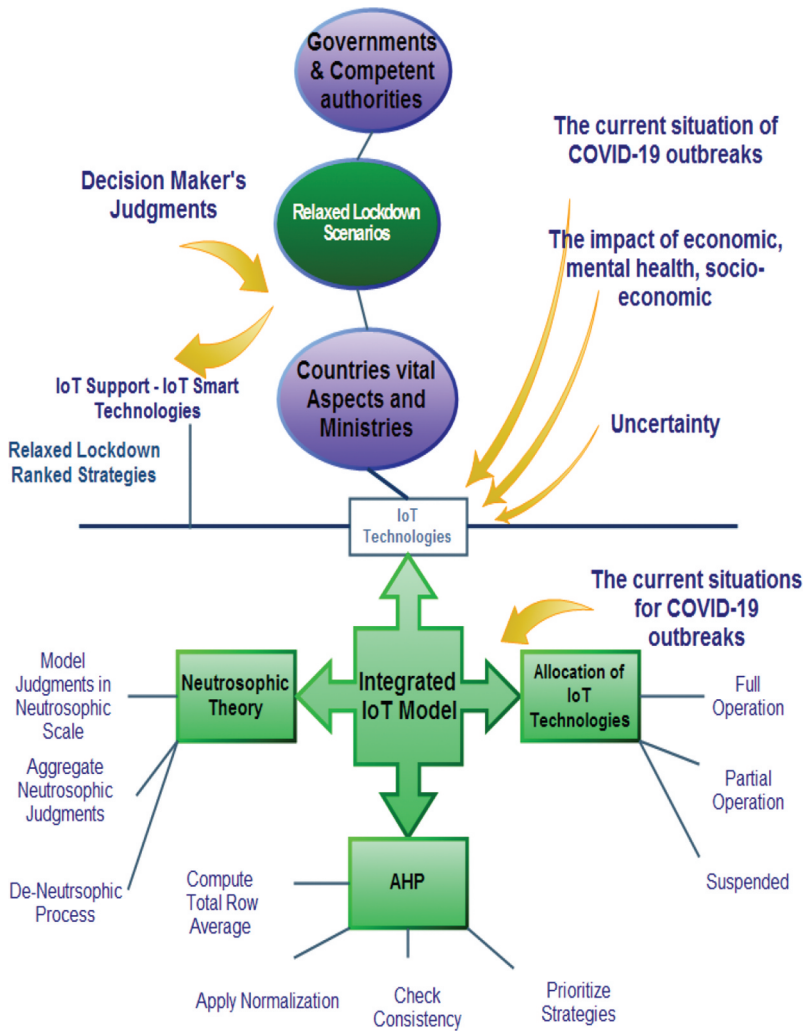 Governments
& Competent
authorities
The current situation of
COVID-19 outbreaks
Decision Maker's
Judgments
Relaxed Lockdown
Scenarios
The impact of economic,
mental health, socio-
economic
Countries vital
Aspects and
Ministries
IoT Support - IoT Smart
Technologies
Uncertainty
Relaxed Lockdown
Ranked Strategies
IoT
Technologies
The current situations
for COVID-19
outbreaks
Model
Judgments in
Neutrosophic
Scale
Neutrosophic
Theory
Integrated
IoT Model
Allocation of
IoT
Technologies
Full
Operation
Aggregate
Neutrosophic
Judgments
Partial
Operation
De-Neutrsophic
Process
Compute
Total Row
Average
AHP
Suspended
Apply Normalization
Check
Consistency
Prioritize
Strategies